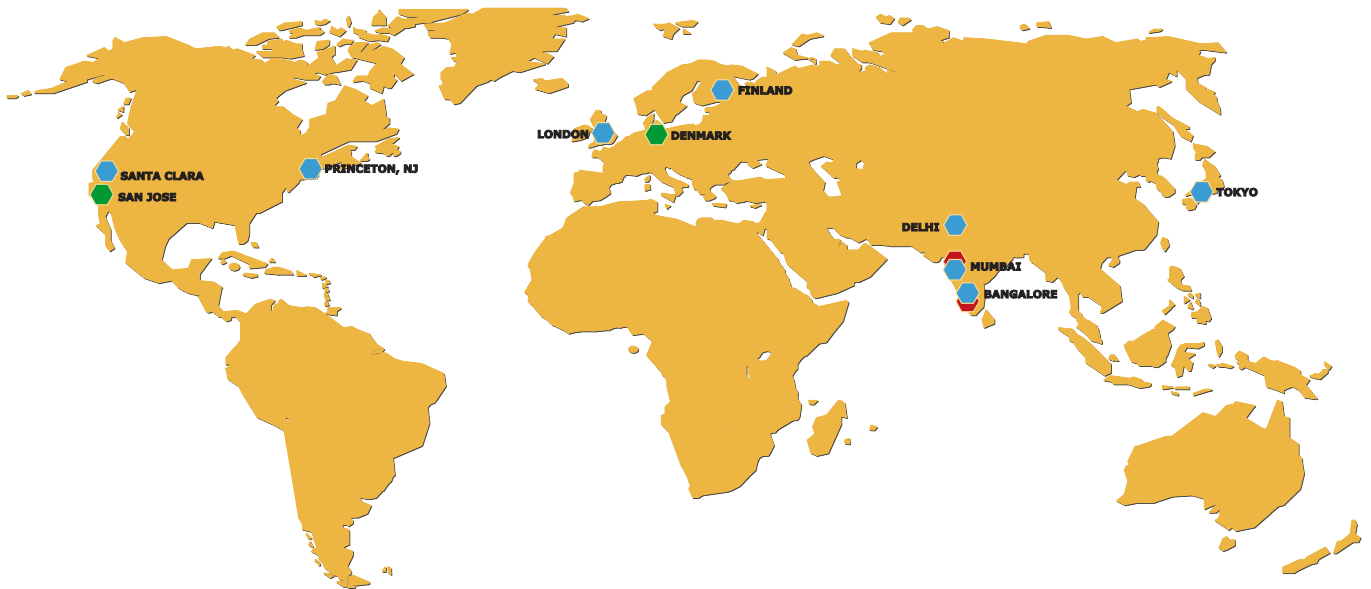 FINLAND
LONDON
DENMARK
SANTA CLARA
PRINCETON, NJ
SAN JOSE
TOKYO
DELHI
MUMBAI
BANGALORE